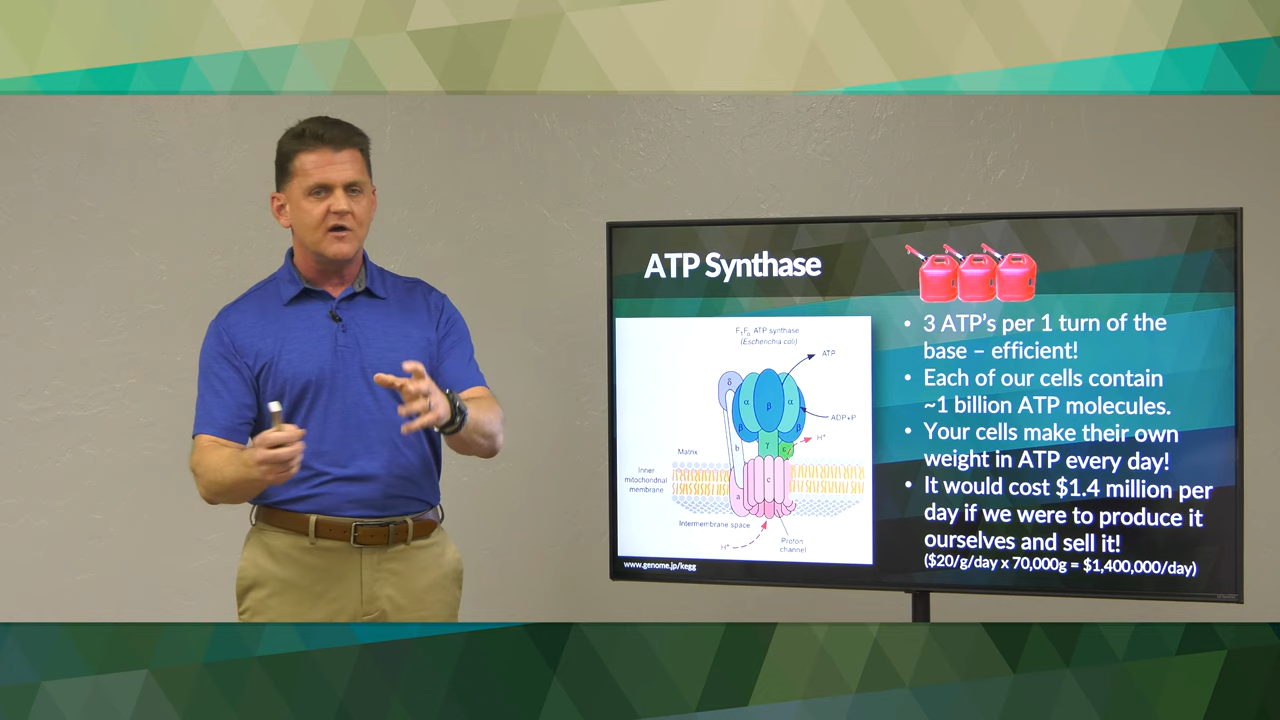 ATP Synthase
F₁F₀ ATP synthase
(Escherichia coli)
ATP
δ
α
β
α
ADP+Pi
β
β
H⁺
b
γ
ε
Matrix
Inner
mitochondrial
membrane
c
a
Intermembrane space
H⁺
Proton
channel
www.genome.jp/kegg
• 3 ATP's per 1 turn of the
base – efficient!
• Each of our cells contain
~1 billion ATP molecules.
• Your cells make their own
weight in ATP every day!
• It would cost $1.4 million per
day if we were to produce it
ourselves and sell it!
($20/g/day x 70,000g = $1,400,000/day)